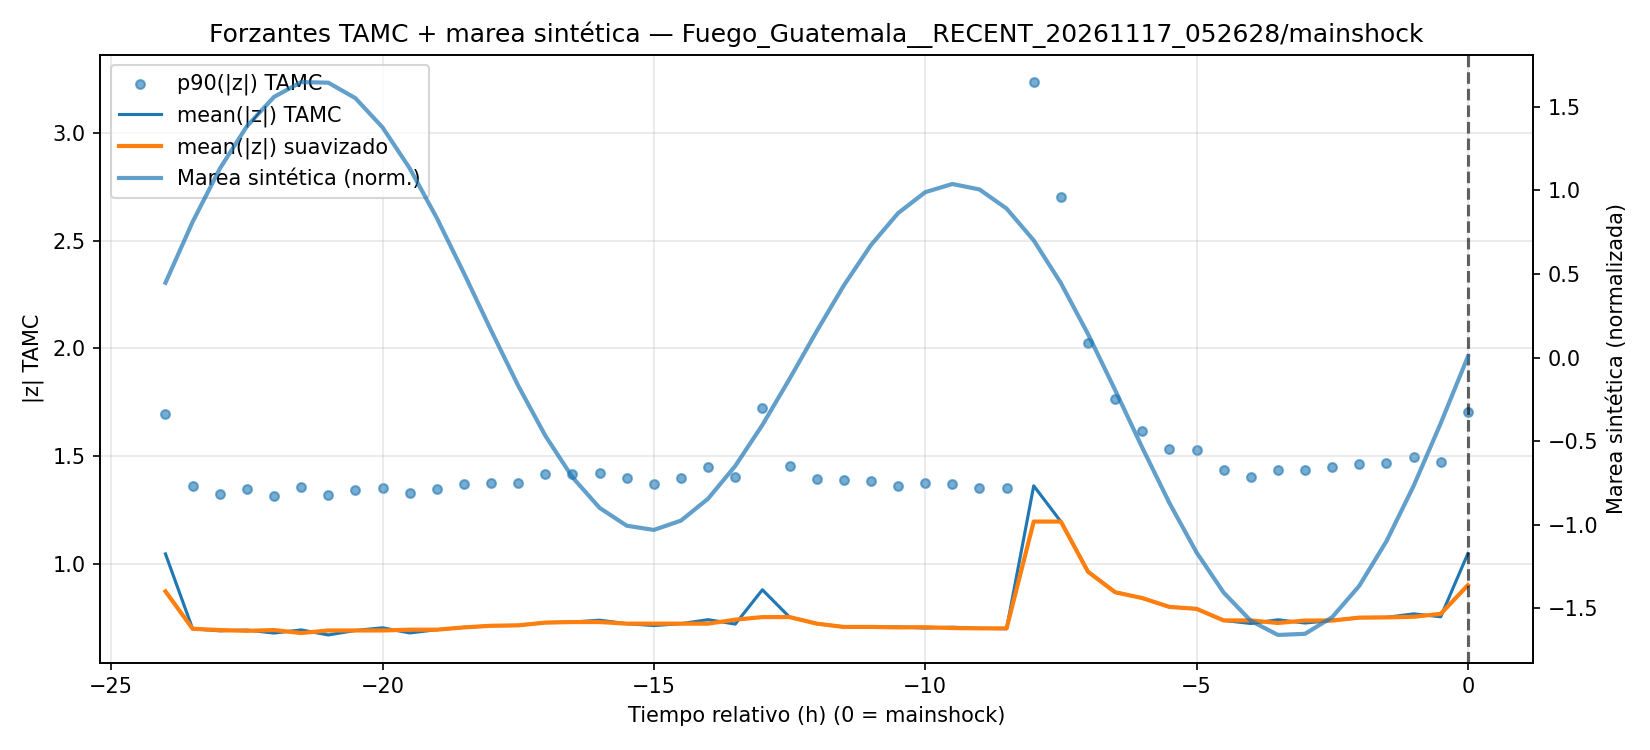 Forzantes TAMC + marea sintética — Fuego_Guatemala__RECENT_20261117_052628/mainshock
p90(|z|) TAMC
mean(|z|) TAMC
mean(|z|) suavizado
Marea sintética (norm.)
|z| TAMC
3.0
2.5
2.0
1.5
1.0
1.5
1.0
0.5
0.0
−0.5
−1.0
−1.5
Marea sintética (normalizada)
−25
−20
−15
−10
−5
0
Tiempo relativo (h) (0 = mainshock)